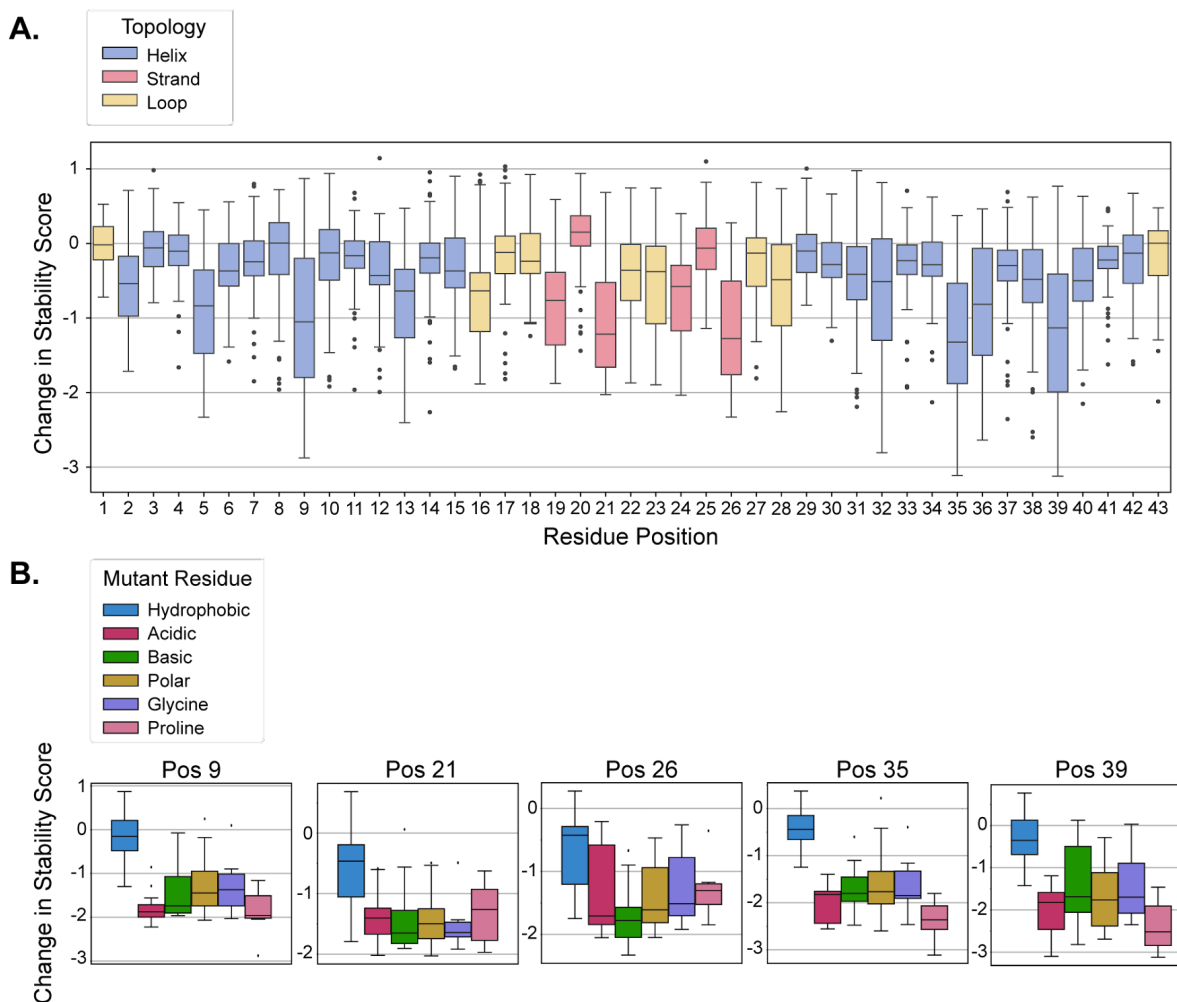 A.
Topology
Helix
Strand
Loop
Change in Stability Score
1
0
-1
-2
-3
1 2 3 4 5 6 7 8 9 10 11 12 13 14 15 16 17 18 19 20 21 22 23 24 25 26 27 28 29 30 31 32 33 34 35 36 37 38 39 40 41 42 43
Residue Position
B.
Mutant Residue
Hydrophobic
Acidic
Basic
Polar
Glycine
Proline
Change in Stability Score
Pos 9
1
0
-1
-2
-3
Pos 21
0
-1
-2
Pos 26
0
-1
-2
Pos 35
0
-1
-2
-3
Pos 39
0
-1
-2
-3